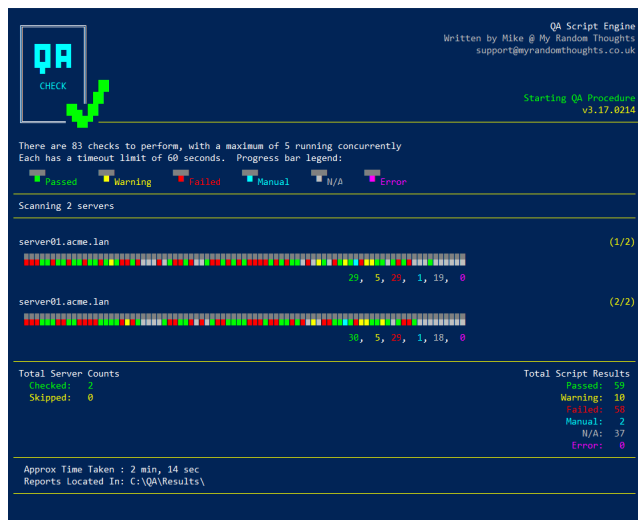 QA
CHECK
QA Script Engine
Written by Mike @ My Random Thoughts
support@myrandomthoughts.co.uk
Starting QA Procedure
v3.17.0214
There are 83 checks to perform, with a maximum of 5 running concurrently
Each has a timeout limit of 60 seconds.  Progress bar legend:
Passed Warning Failed Manual N/A Error
Scanning 2 servers
server01.acme.lan (1/2)
29, 5, 29, 1, 19, 0
server01.acme.lan (2/2)
30, 5, 29, 1, 18, 0
Total Server Counts
Checked: 2
Skipped: 0
Total Script Results
Passed: 59
Warning: 10
Failed: 58
Manual: 2
N/A: 37
Error: 0
Approx Time Taken : 2 min, 14 sec
Reports Located In: C:\QA\Results\